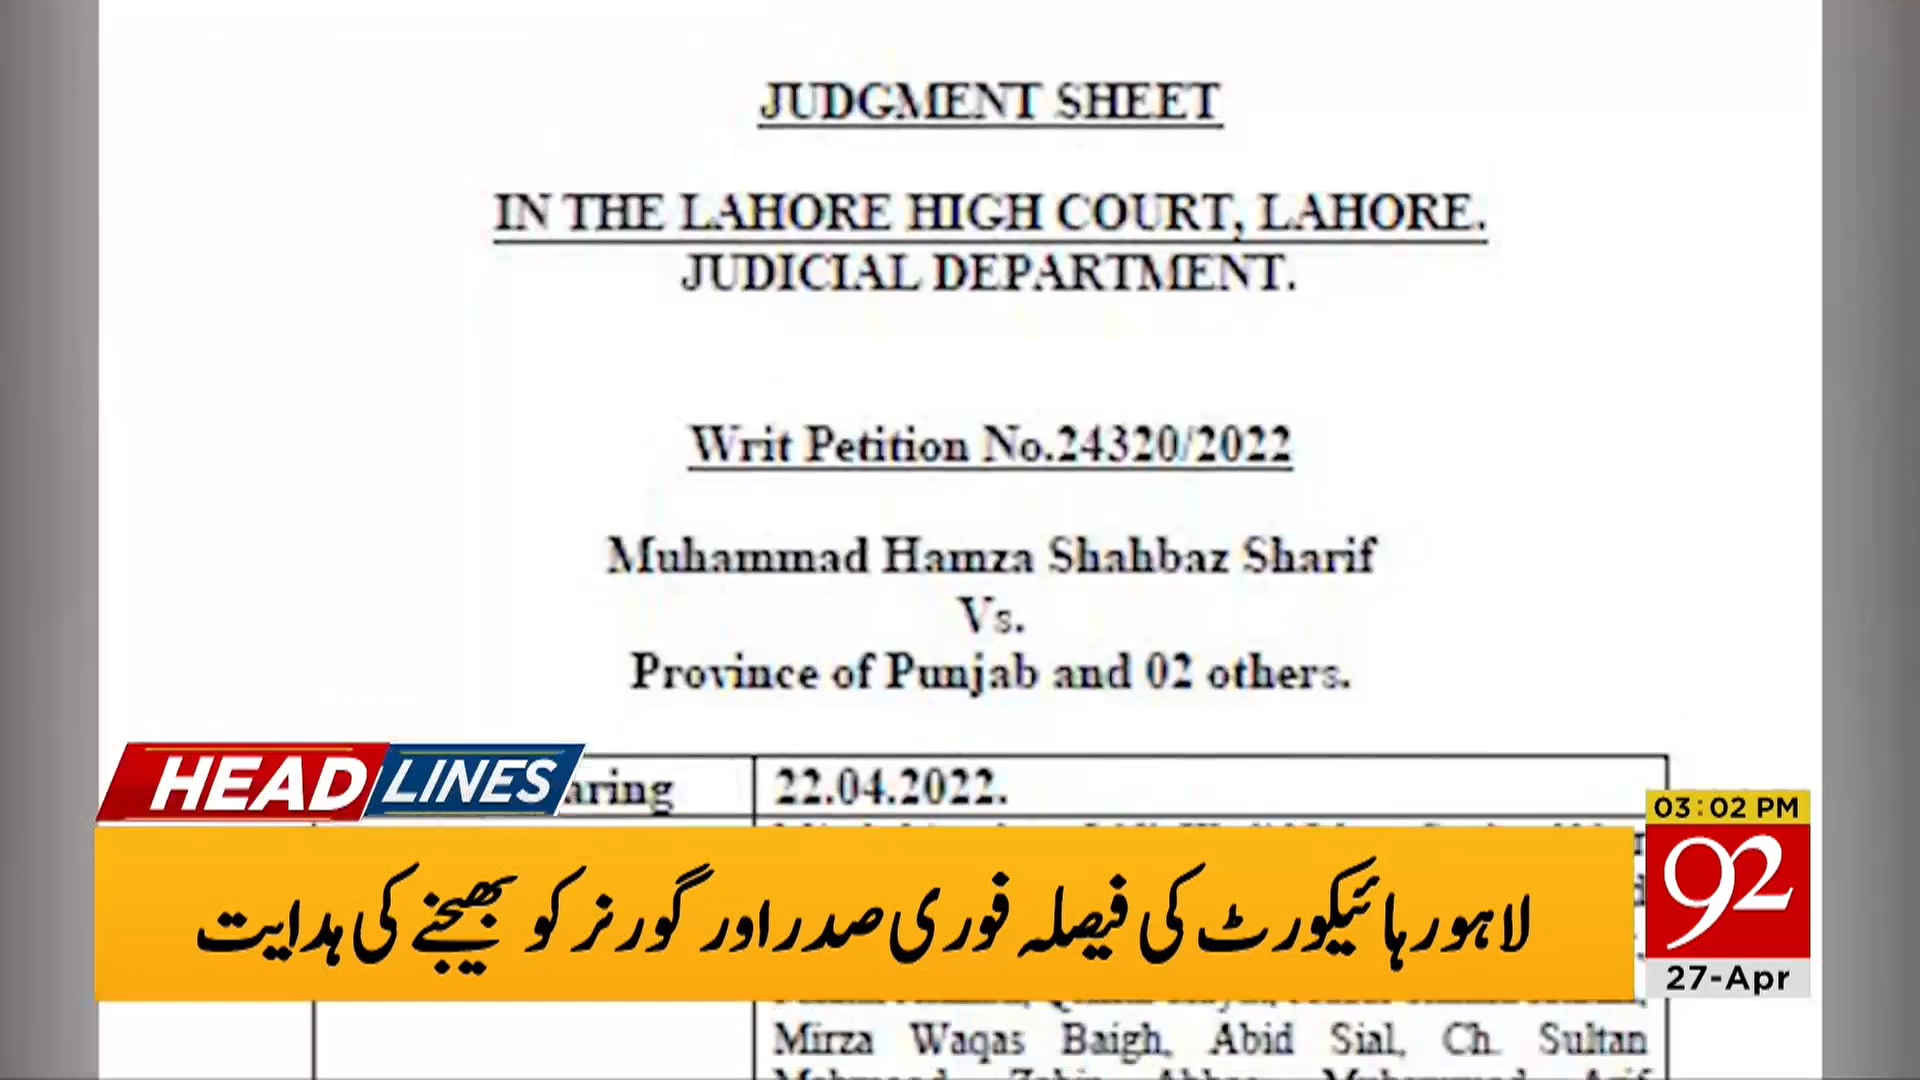 JUDGMENT SHEET
IN THE LAHORE HIGH COURT, LAHORE.
JUDICIAL DEPARTMENT.
Writ Petition No.24320/2022
Muhammad Hamza Shahbaz Sharif
Vs.
Province of Punjab and 02 others.
HEADLINES
22.04.2022.
03:02 PM
92
لاہور ہائیکورٹ کی فیصلہ فوری صدر اور گورنر کو بھیجنے کی ہدایت
27-Apr
Mirza Waqas Baigh, Abid Sial, Ch. Sultan